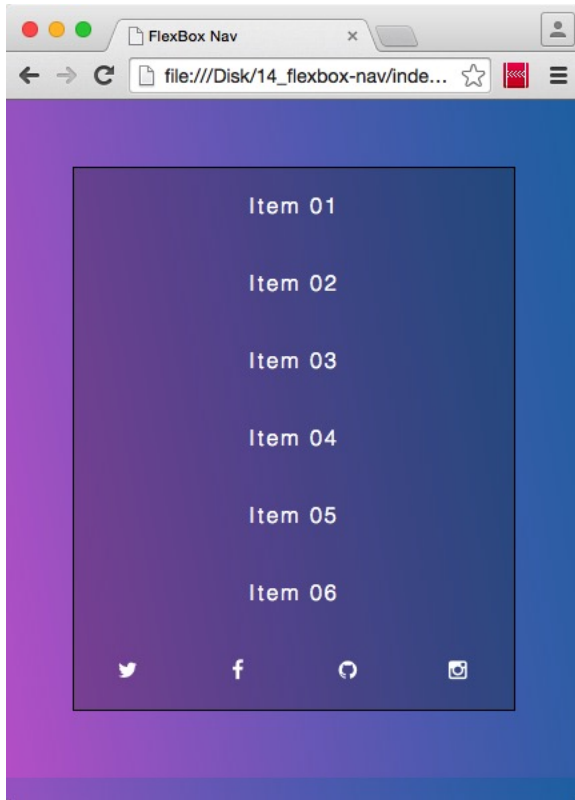 FlexBox Nav
file:///Disk/14_flexbox-nav/inde...
Item 01
Item 02
Item 03
Item 04
Item 05
Item 06